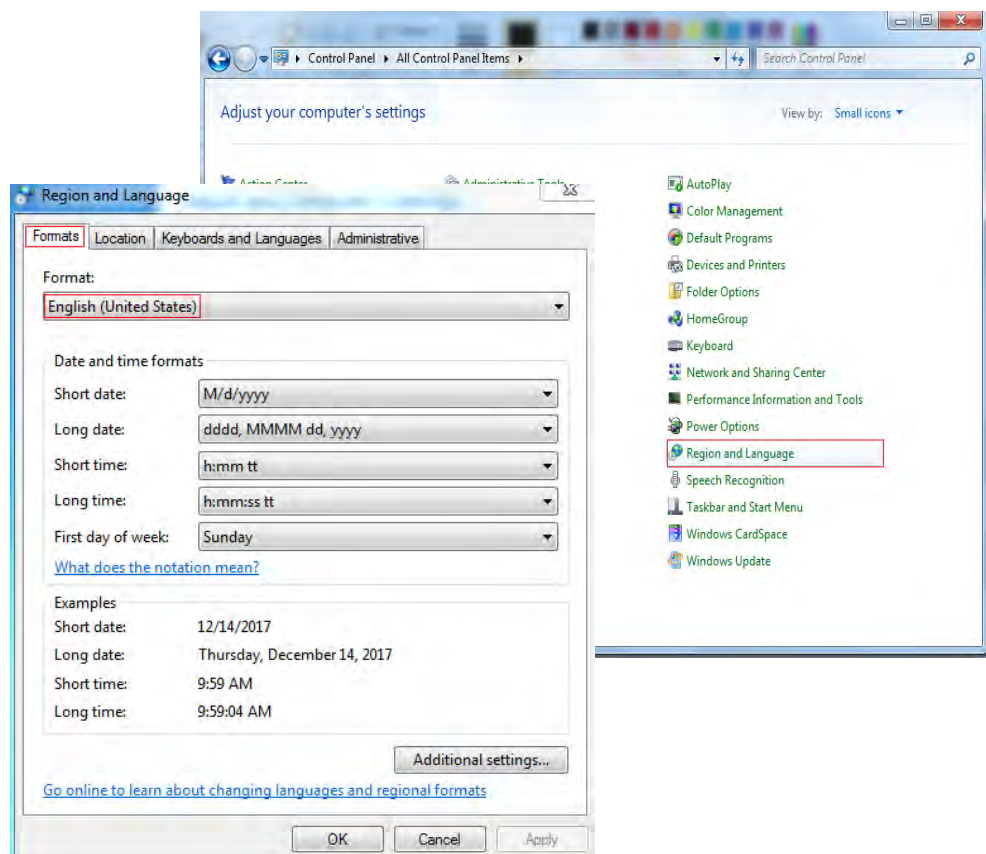 Control Panel ▸ All Control Panel Items ▸
Search Control Panel
Adjust your computer's settings
View by: Small icons
Action Center
Administrative Tools
AutoPlay
Color Management
Default Programs
Devices and Printers
Folder Options
HomeGroup
Keyboard
Network and Sharing Center
Performance Information and Tools
Power Options
Region and Language
Speech Recognition
Taskbar and Start Menu
Windows CardSpace
Windows Update
Region and Language
Formats Location Keyboards and Languages Administrative
Format:
English (United States)
Date and time formats
Short date: M/d/yyyy
Long date: dddd, MMMM dd, yyyy
Short time: h:mm tt
Long time: h:mm:ss tt
First day of week: Sunday
What does the notation mean?
Examples
Short date: 12/14/2017
Long date: Thursday, December 14, 2017
Short time: 9:59 AM
Long time: 9:59:04 AM
Additional settings...
Go online to learn about changing languages and regional formats
OK Cancel Apply